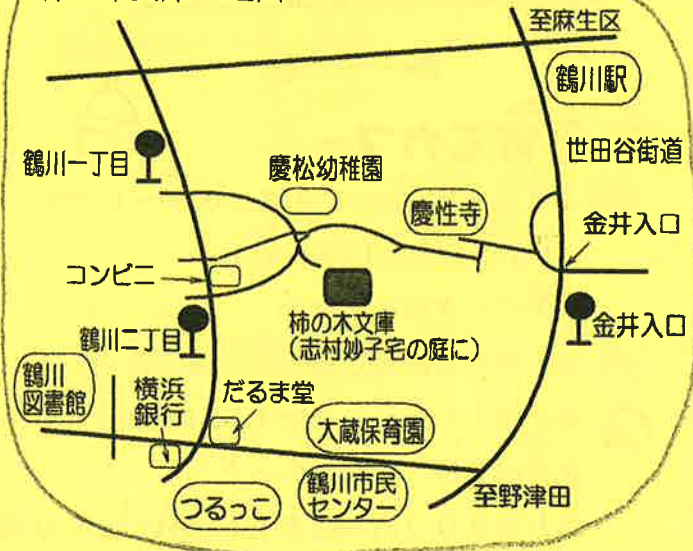 至麻生区
鶴川駅
世田谷街道
鶴川一丁目
慶松幼稚園
慶性寺
金井入口
コンビニ
鶴川二丁目
柿の木文庫
(志村妙子宅の庭に)
金井入口
鶴川
図書館
横浜
銀行
だるま堂
大蔵保育園
鶴川市民
センター
つるっこ
至野津田